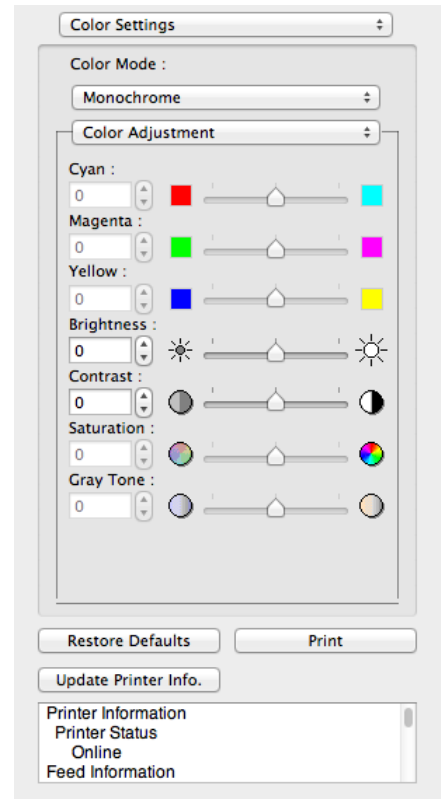 Color Settings
Color Mode :
Monochrome
Color Adjustment
Cyan :
0
Magenta :
0
Yellow :
0
Brightness :
0
Contrast :
0
Saturation :
0
Gray Tone :
0
Restore Defaults Print
Update Printer Info.
Printer Information
Printer Status
Online
Feed Information